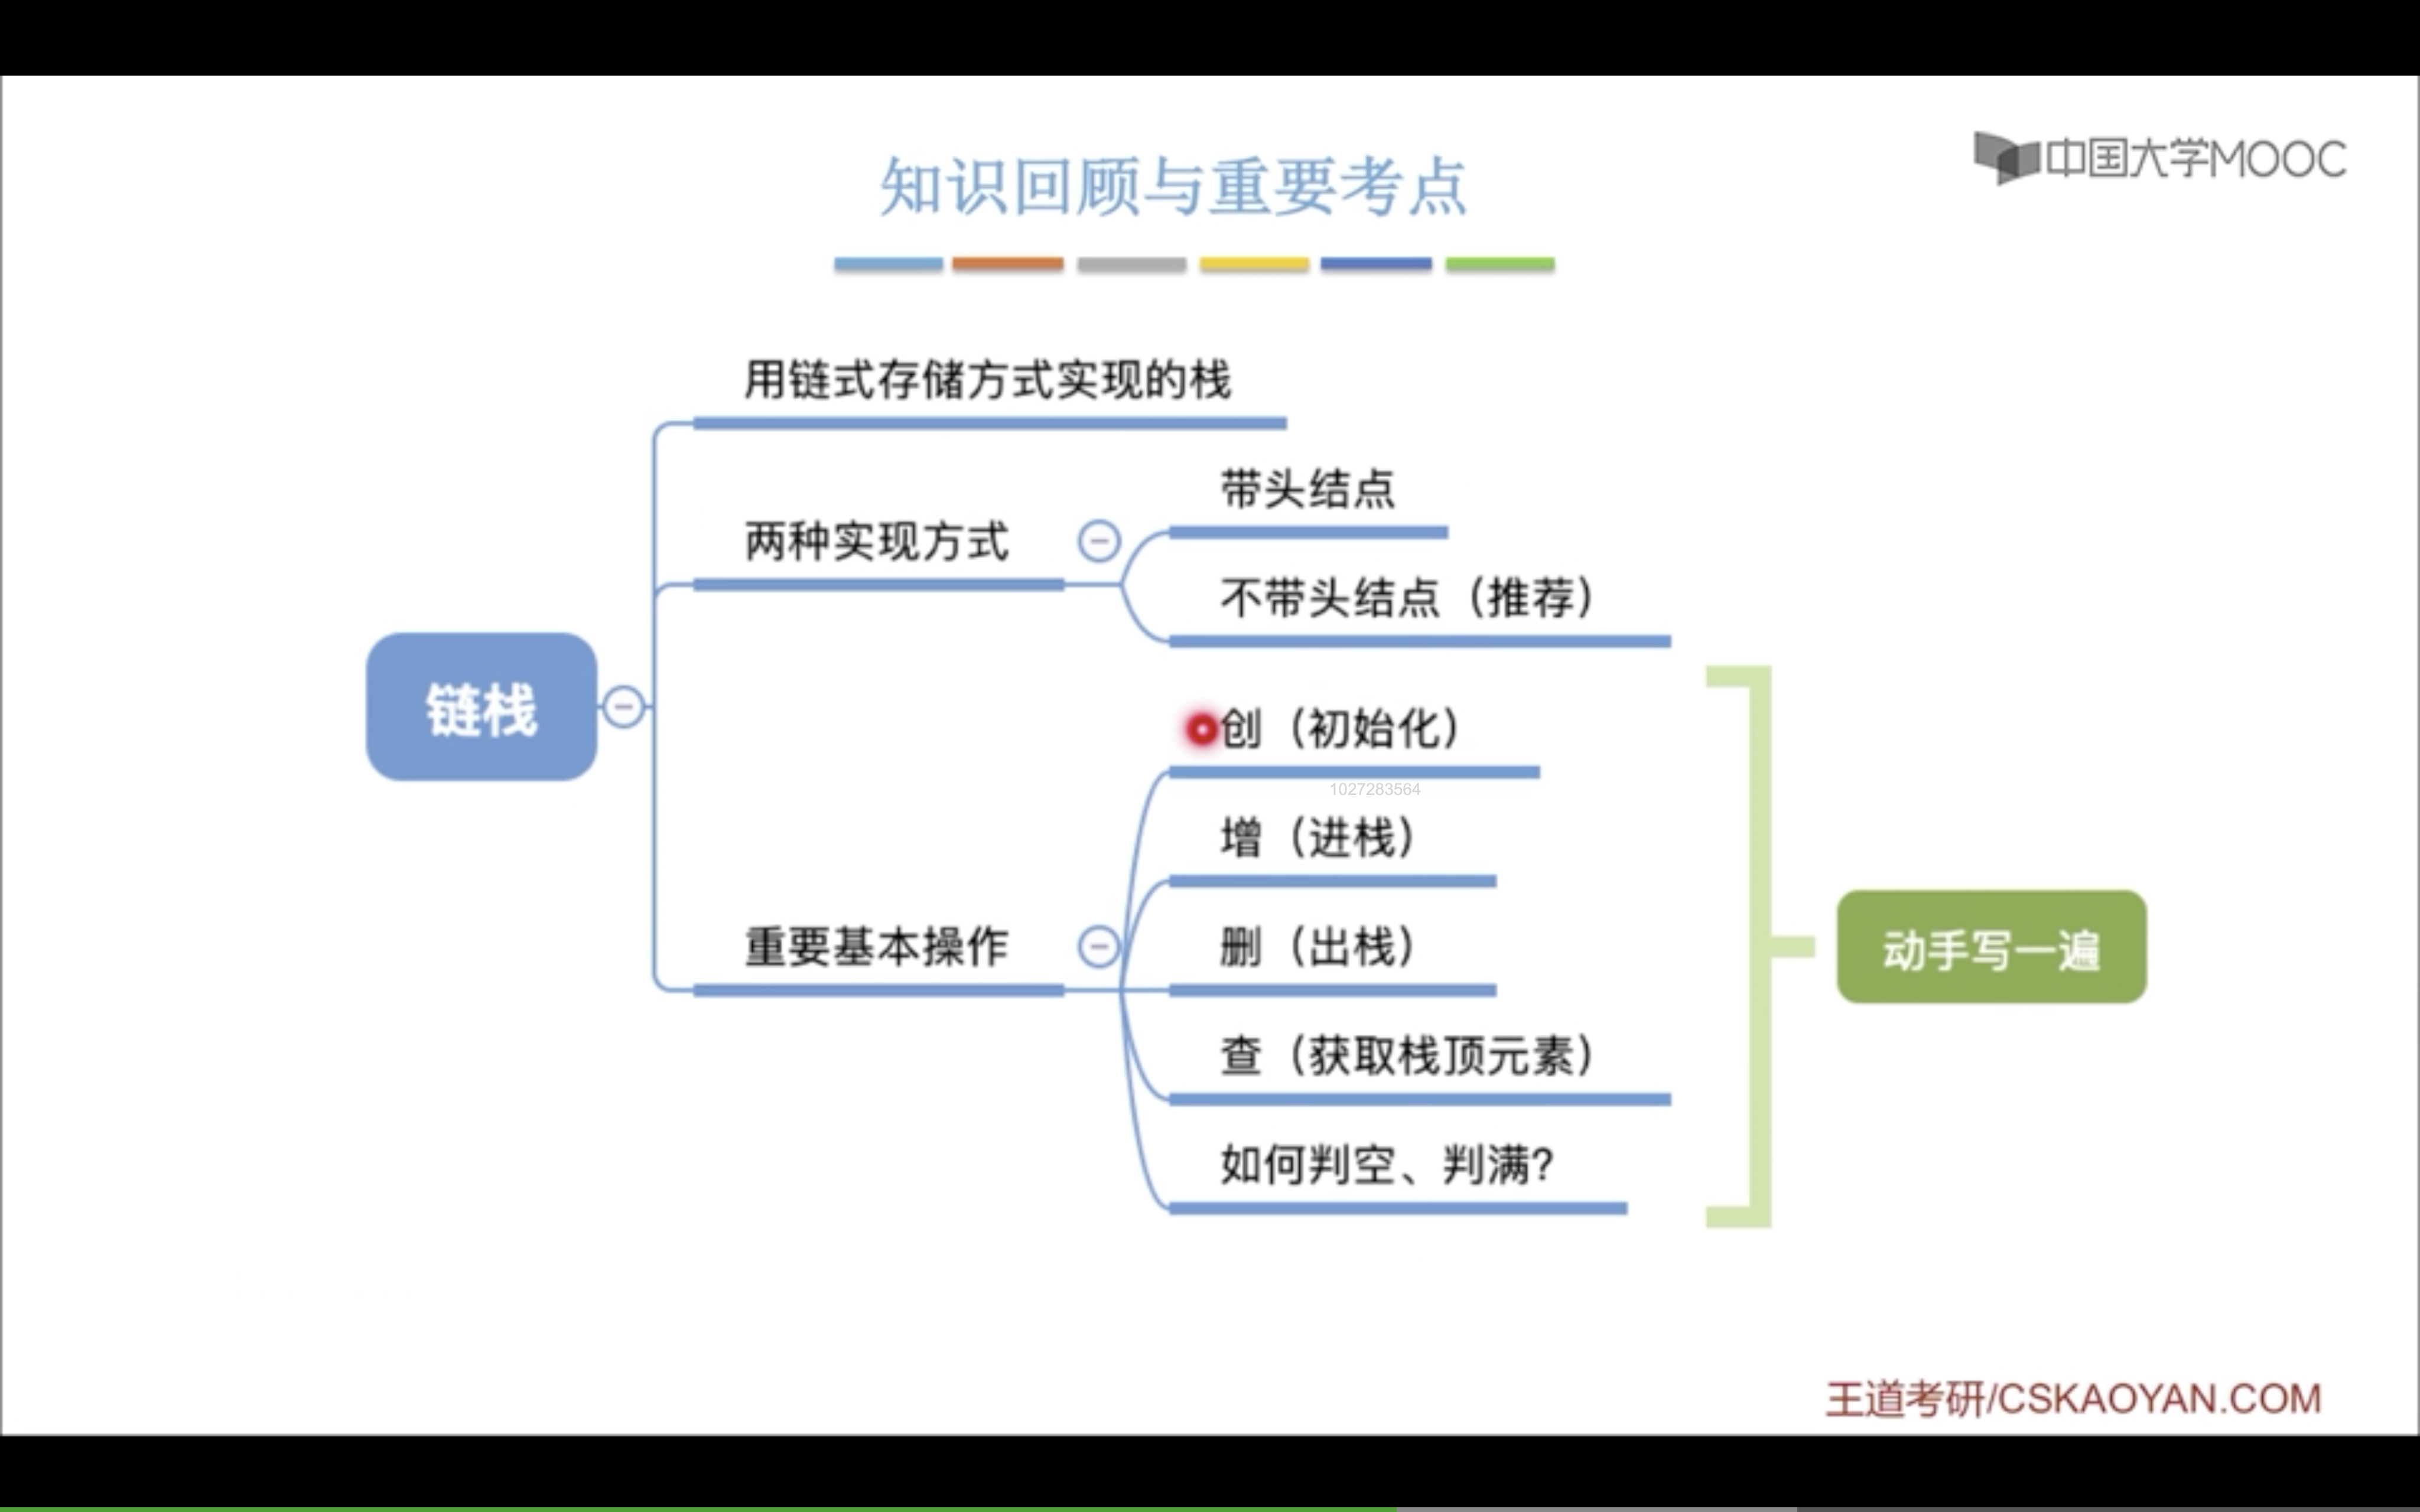 知识回顾与重要考点
中国大学MOOC
用链式存储方式实现的栈
带头结点
两种实现方式
不带头结点（推荐）
链栈
创（初始化）
1027283564
增（进栈）
重要基本操作
删（出栈）
动手写一遍
查（获取栈顶元素）
如何判空、判满?
王道考研/CSKAOYAN.COM